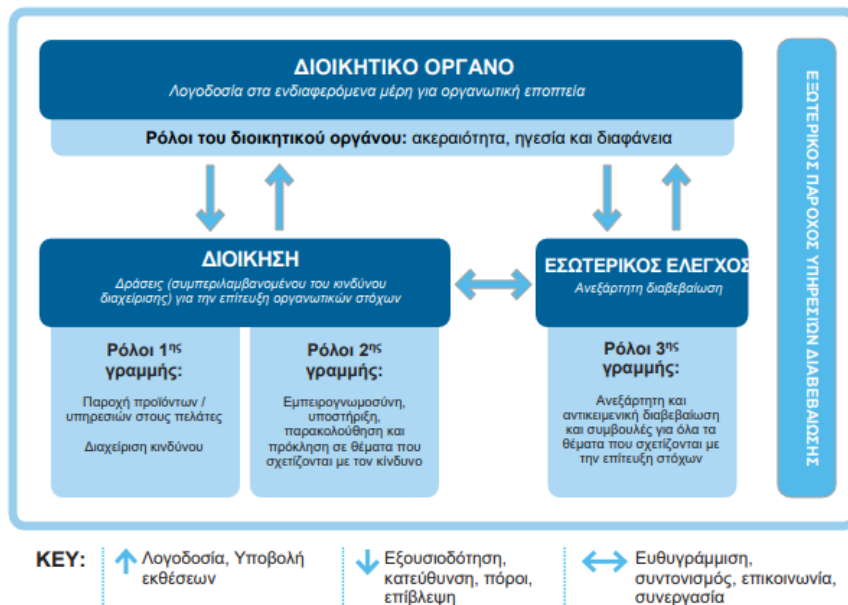 ΔΙΟΙΚΗΤΙΚΟ ΟΡΓΑΝΟ
Λογοδοσία στα ενδιαφερόμενα μέρη για οργανωτική εποπτεία
Ρόλοι του διοικητικού οργάνου: ακεραιότητα, ηγεσία και διαφάνεια
ΔΙΟΙΚΗΣΗ
Δράσεις (συμπεριλαμβανομένου του κινδύνου
διαχείρισης) για την επίτευξη οργανωτικών στόχων
Ρόλοι 1ης
γραμμής:
Παροχή προϊόντων /
υπηρεσιών στους πελάτες
Διαχείριση κινδύνου
Ρόλοι 2ης
γραμμής:
Εμπειρογνωμοσύνη,
υποστήριξη,
παρακολούθηση και
πρόκληση σε θέματα που
σχετίζονται με τον κίνδυνο
ΕΣΩΤΕΡΙΚΟΣ ΕΛΕΓΧΟΣ
Ανεξάρτητη διαβεβαίωση
Ρόλοι 3ης
γραμμής:
Ανεξάρτητη και
αντικειμενική διαβεβαίωση
και συμβουλές για όλα τα
θέματα που σχετίζονται με
την επίτευξη στόχων
ΕΞΩΤΕΡΙΚΟΣ ΠΑΡΟΧΟΣ ΥΠΗΡΕΣΙΩΝ ΔΙΑΒΕΒΑΙΩΣΗΣ
KEY:
Λογοδοσία, Υποβολή
εκθέσεων
Εξουσιοδότηση,
κατεύθυνση, πόροι,
επίβλεψη
Ευθυγράμμιση,
συντονισμός, επικοινωνία,
συνεργασία